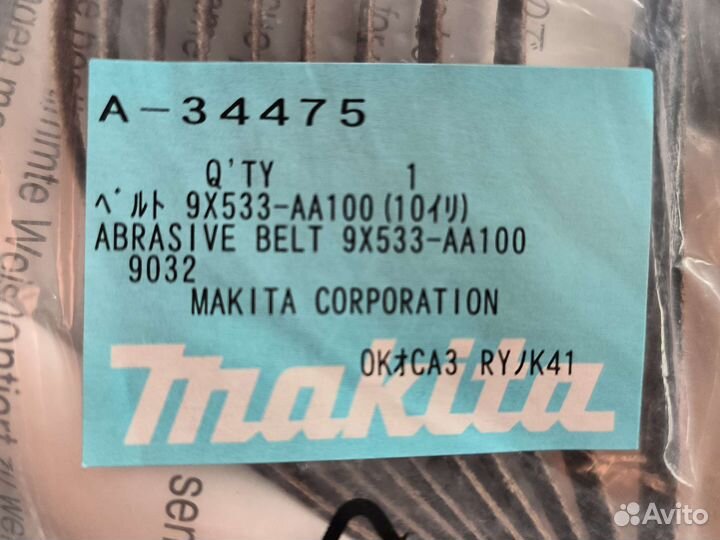 A-34475
Q'TY 1
ﾍﾞﾙﾄ 9X533-AA100(10ｲﾘ)
ABRASIVE BELT 9X533-AA100
9032
MAKITA CORPORATION
OKｵCA3 RYﾉK41
makita
Avito